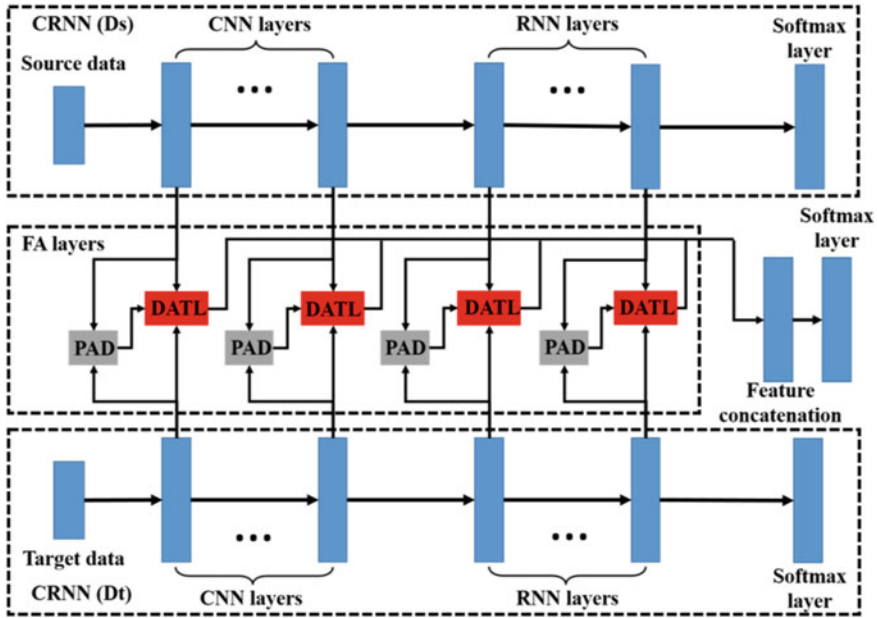 CRNN (Ds)
CNN layers
RNN layers
Softmax
layer
Source data
...
...
FA layers
Softmax
layer
DATL
DATL
DATL
DATL
PAD
PAD
PAD
PAD
Feature
concatenation
...
...
Target data
CRNN (Dt)
CNN layers
RNN layers
Softmax
layer